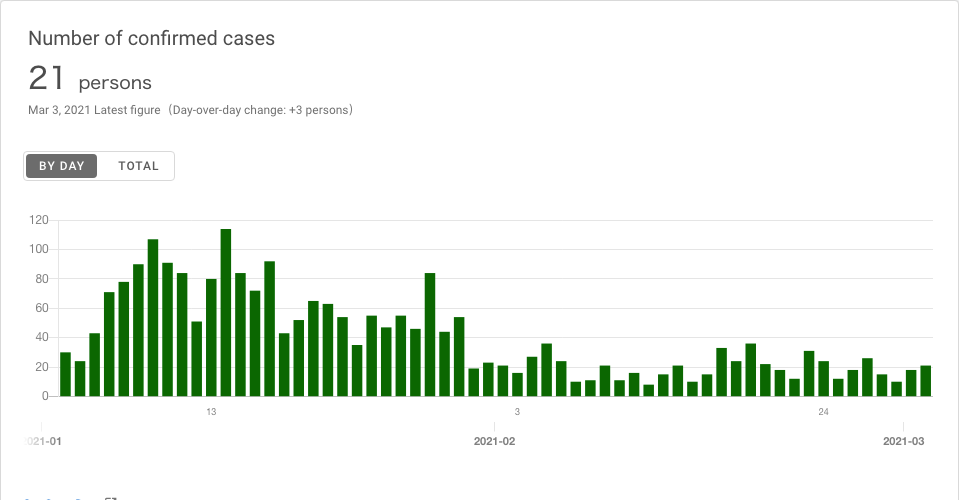 Number of confirmed cases
21 persons
Mar 3, 2021 Latest figure (Day-over-day change: +3 persons)
BY DAY TOTAL
120
100
80
60
40
20
0
13 3 24
2021-02 2021-03